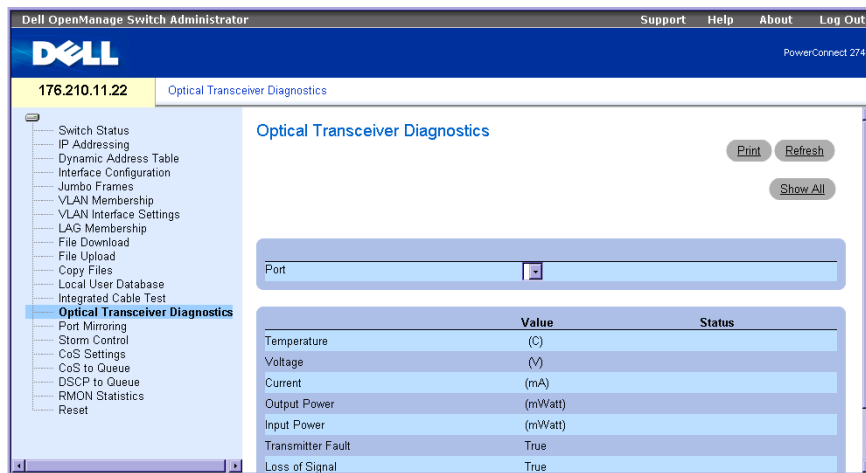 Dell OpenManage Switch Administrator Support Help About Log Out
DELL
PowerConnect 274
176.210.11.22 Optical Transceiver Diagnostics
Switch Status
IP Addressing
Dynamic Address Table
Interface Configuration
Jumbo Frames
VLAN Membership
VLAN Interface Settings
LAG Membership
File Download
File Upload
Copy Files
Local User Database
Integrated Cable Test
Optical Transceiver Diagnostics
Port Mirroring
Storm Control
CoS Settings
CoS to Queue
DSCP to Queue
RMON Statistics
Reset
Optical Transceiver Diagnostics
Print Refresh
Show All
Port
Value Status
Temperature (C)
Voltage (V)
Current (mA)
Output Power (mWatt)
Input Power (mWatt)
Transmitter Fault True
Loss of Signal True